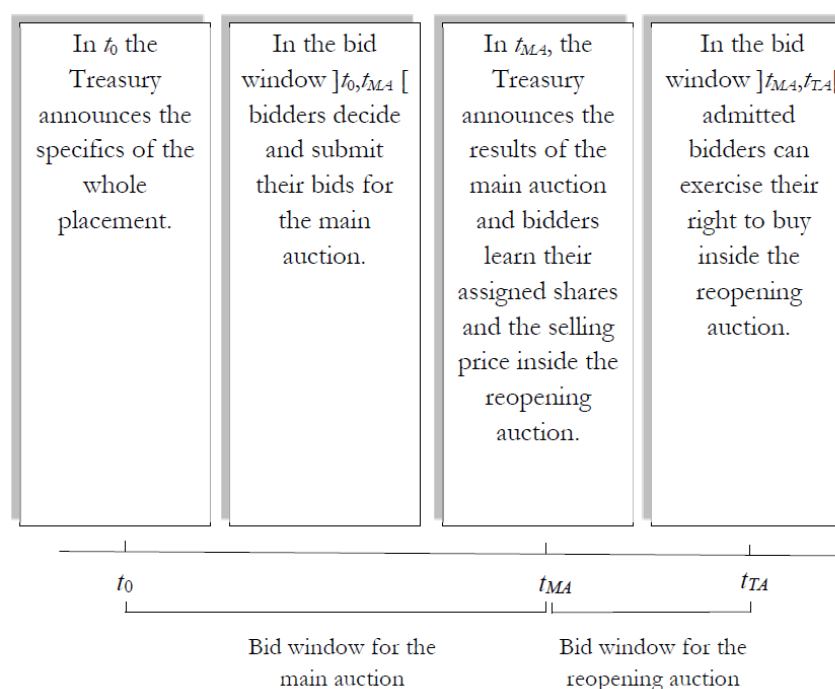 In t0 the
Treasury
announces the
specifics of the
whole
placement.
In the bid
window ]t0,tMA [
bidders decide
and submit
their bids for
the main
auction.
In tMA, the
Treasury
announces the
results of the
main auction
and bidders
learn their
assigned shares
and the selling
price inside the
reopening
auction.
In the bid
window ]tMA,tTA[
admitted
bidders can
exercise their
right to buy
inside the
reopening
auction.
t0
tMA
tTA
Bid window for the
main auction
Bid window for the
reopening auction